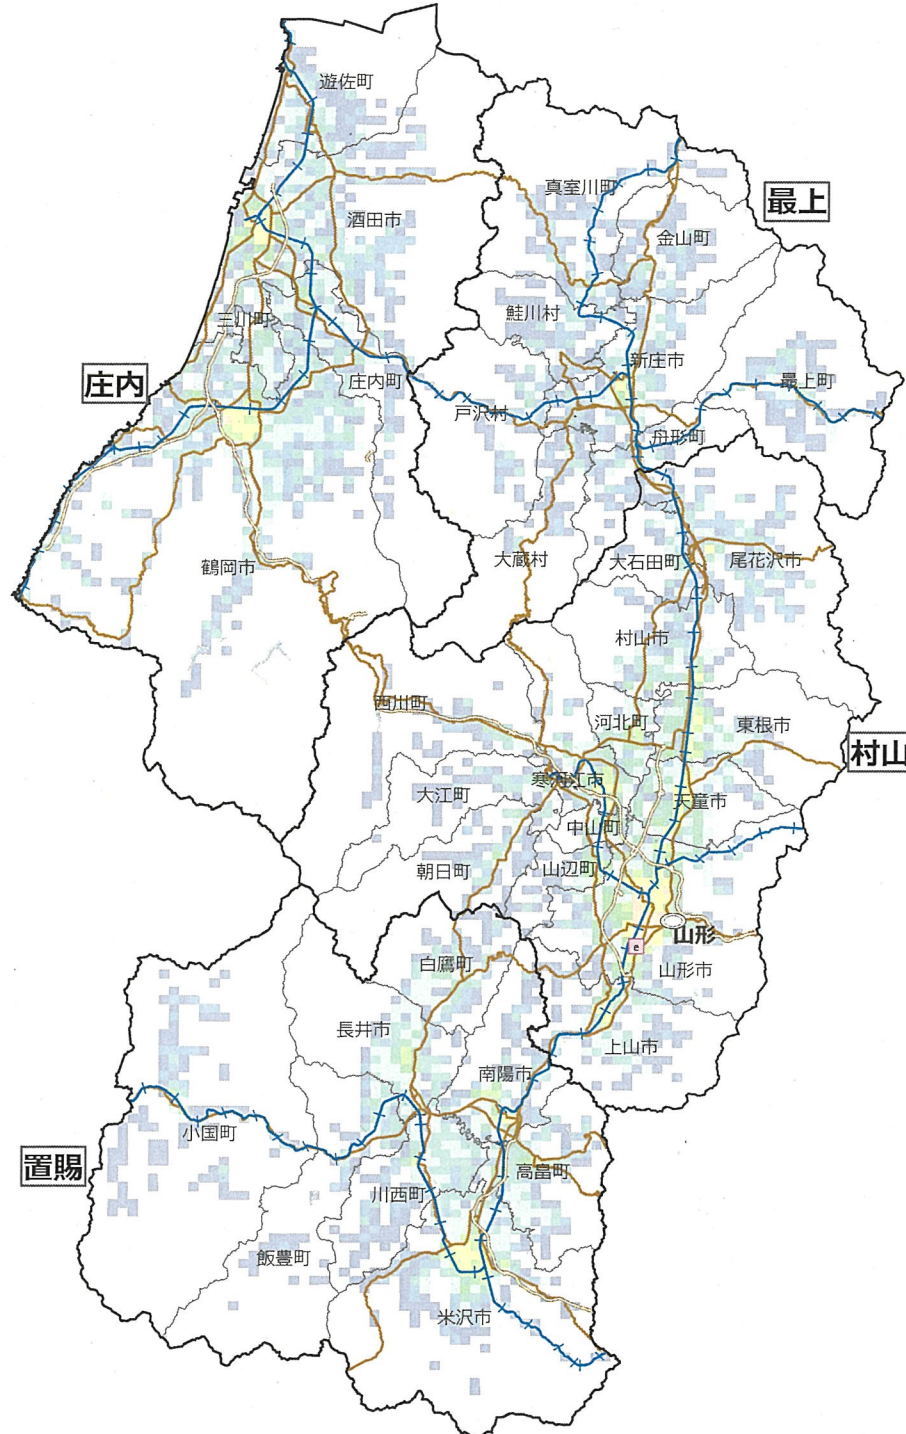 遊佐町
真室川町
最上
酒田市
金山町
鮭川村
三川町
新庄市
庄内
庄内町
最上町
戸沢村
舟形町
鶴岡市
大蔵村
大石田町
尾花沢市
村山市
西川町
河北町
東根市
村山
寒河江市
大江町
天童市
中山町
朝日町
山辺町
山形
e
白鷹町
山形市
長井市
上山市
南陽市
小国町
置賜
高畠町
川西町
飯豊町
米沢市